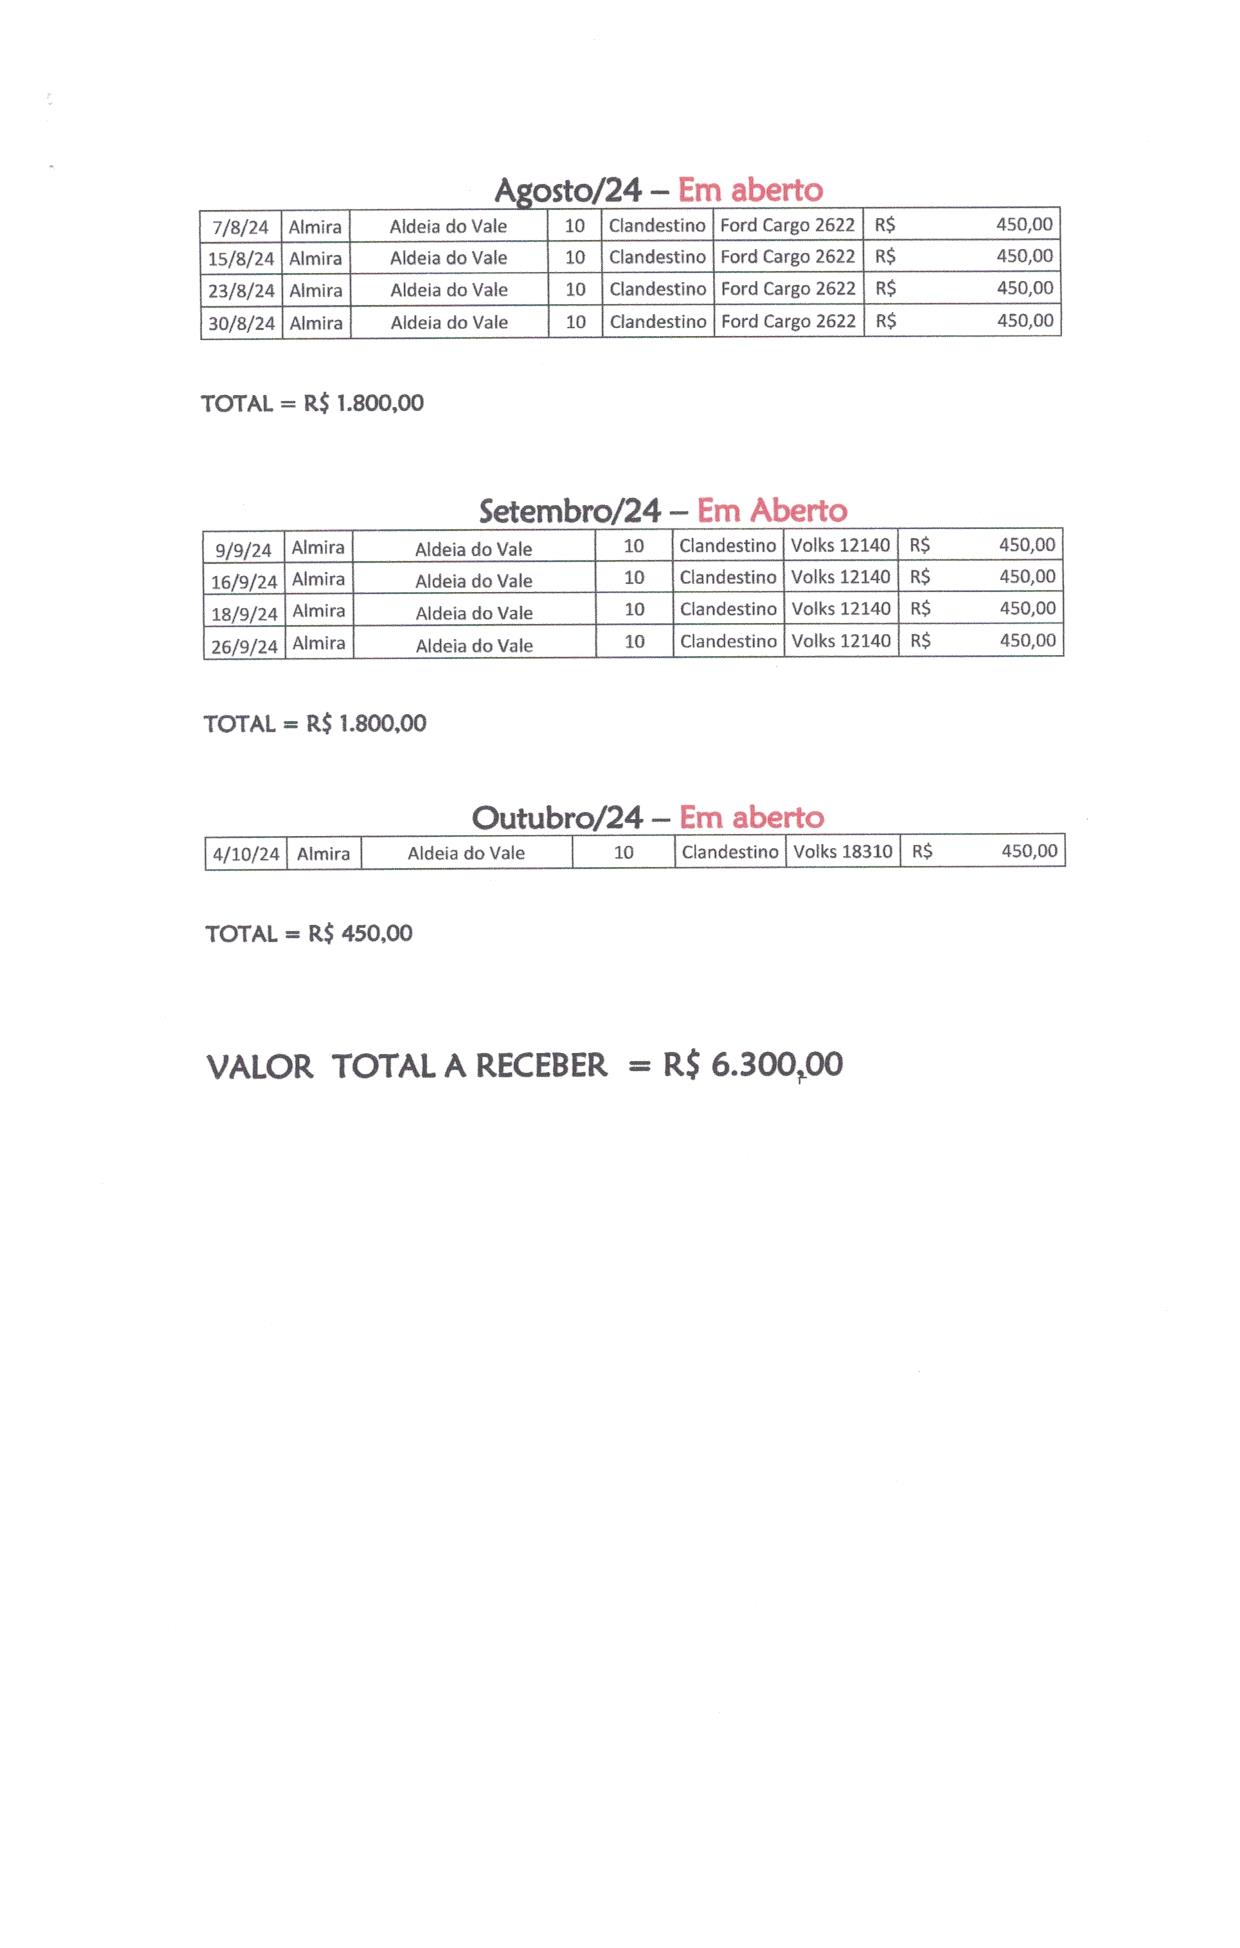 Agosto/24 – Em aberto
7/8/24 Almira Aldeia do Vale 10 Clandestino Ford Cargo 2622 R$ 450,00
15/8/24 Almira Aldeia do Vale 10 Clandestino Ford Cargo 2622 R$ 450,00
23/8/24 Almira Aldeia do Vale 10 Clandestino Ford Cargo 2622 R$ 450,00
30/8/24 Almira Aldeia do Vale 10 Clandestino Ford Cargo 2622 R$ 450,00
TOTAL = R$ 1.800,00
Setembro/24 – Em Aberto
9/9/24 Almira Aldeia do Vale 10 Clandestino Volks 12140 R$ 450,00
16/9/24 Almira Aldeia do Vale 10 Clandestino Volks 12140 R$ 450,00
18/9/24 Almira Aldeia do Vale 10 Clandestino Volks 12140 R$ 450,00
26/9/24 Almira Aldeia do Vale 10 Clandestino Volks 12140 R$ 450,00
TOTAL = R$ 1.800,00
Outubro/24 – Em aberto
4/10/24 Almira Aldeia do Vale 10 Clandestino Volks 18310 R$ 450,00
TOTAL = R$ 450,00
VALOR TOTAL A RECEBER = R$ 6.300,00